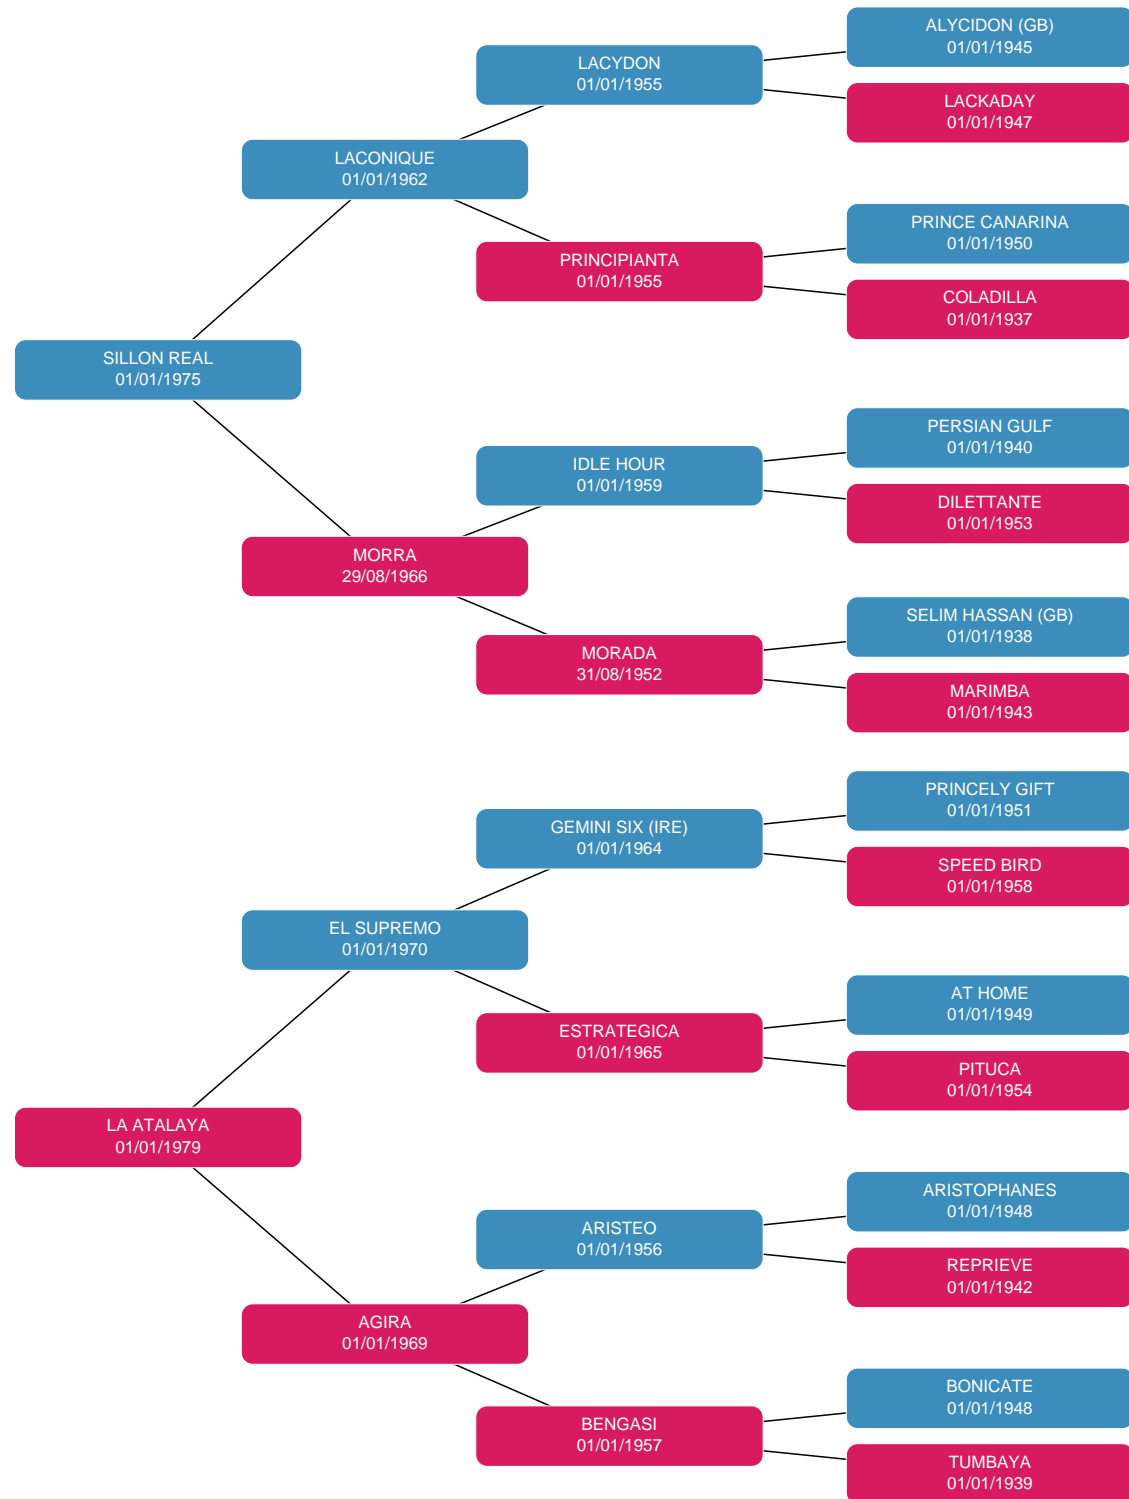 ALYCIDON (GB)
01/01/1945
LACYDON
01/01/1955
LACKADAY
01/01/1947
LACONIQUE
01/01/1962
PRINCE CANARINA
01/01/1950
PRINCIPIANTA
01/01/1955
COLADILLA
01/01/1937
SILLON REAL
01/01/1975
PERSIAN GULF
01/01/1940
IDLE HOUR
01/01/1959
DILETTANTE
01/01/1953
MORRA
29/08/1966
SELIM HASSAN (GB)
01/01/1938
MORADA
31/08/1952
MARIMBA
01/01/1943
PRINCELY GIFT
01/01/1951
GEMINI SIX (IRE)
01/01/1964
SPEED BIRD
01/01/1958
EL SUPREMO
01/01/1970
AT HOME
01/01/1949
ESTRATEGICA
01/01/1965
PITUCA
01/01/1954
LA ATALAYA
01/01/1979
ARISTOPHANES
01/01/1948
ARISTEO
01/01/1956
REPRIEVE
01/01/1942
AGIRA
01/01/1969
BONICATE
01/01/1948
BENGASI
01/01/1957
TUMBAYA
01/01/1939